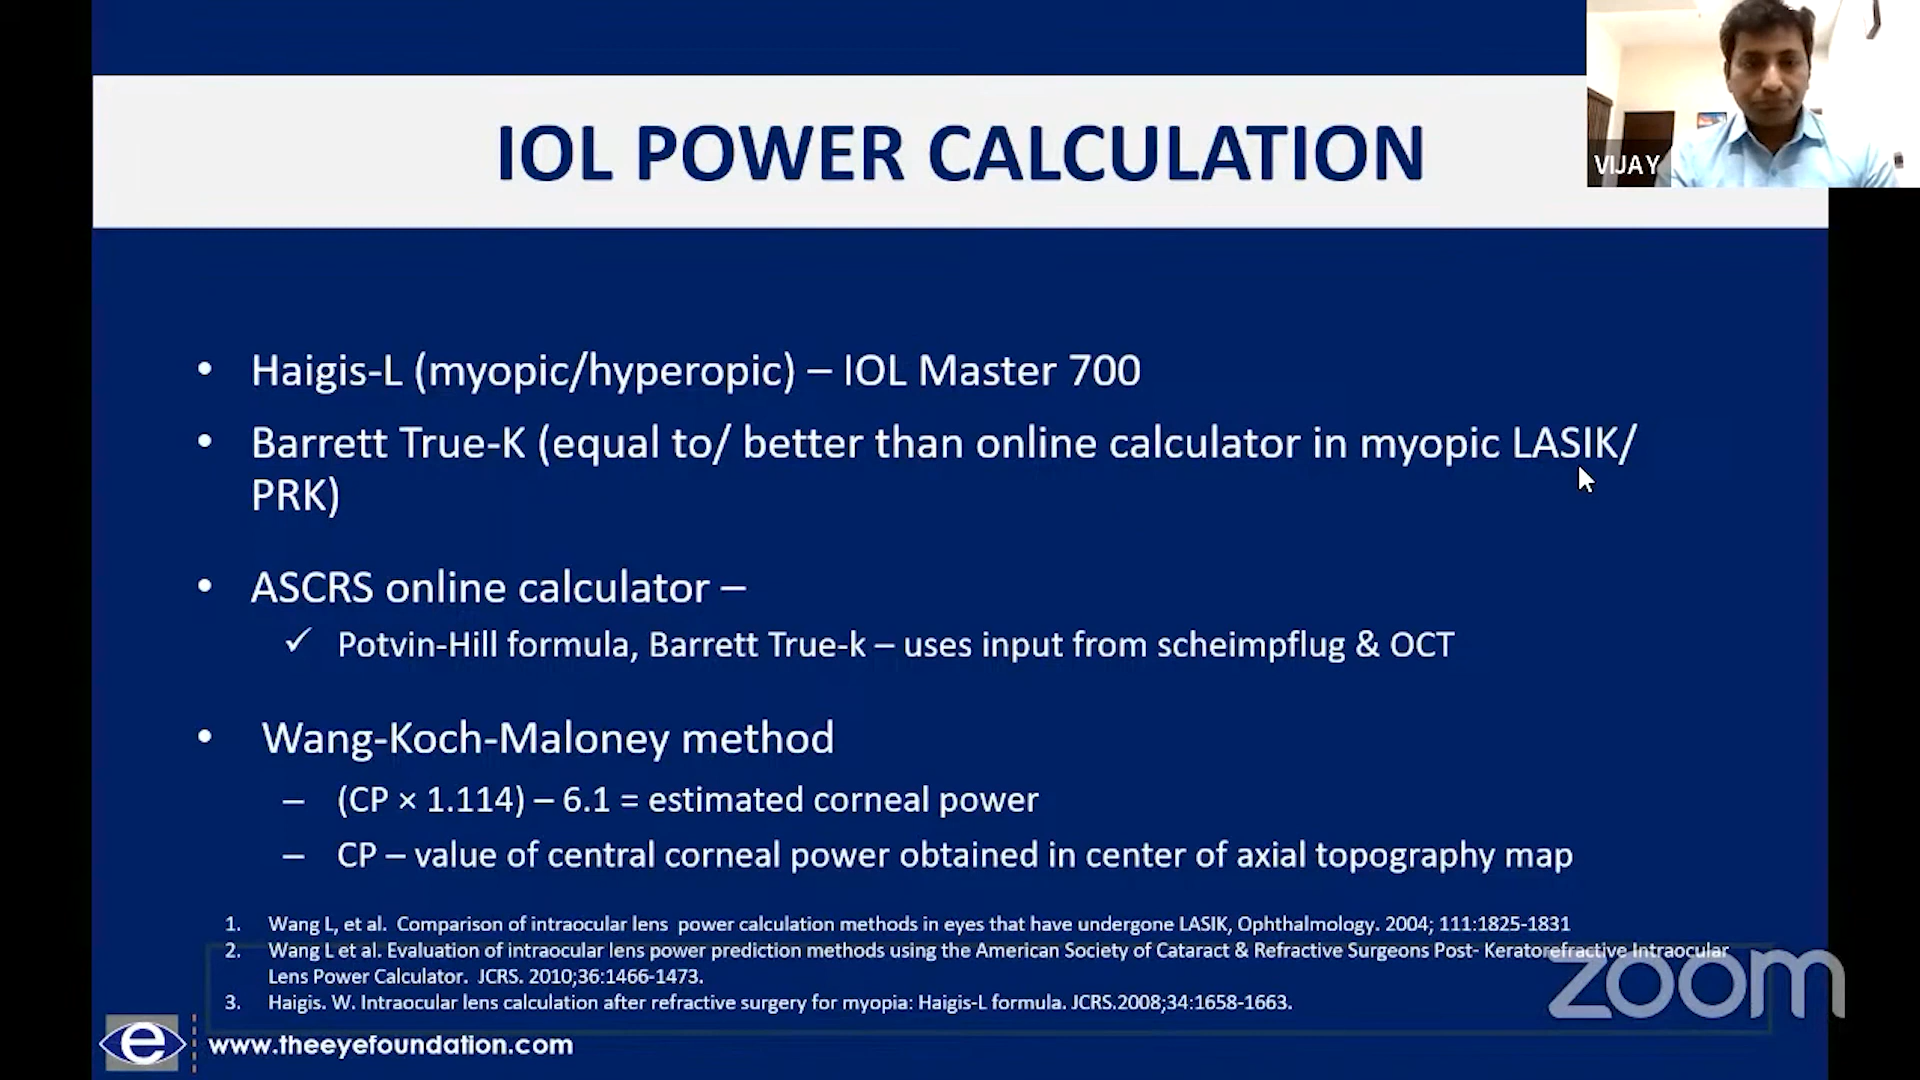 IOL POWER CALCULATION
VIJAY
• Haigis-L (myopic/hyperopic) – IOL Master 700
• Barrett True-K (equal to/ better than online calculator in myopic LASIK/
PRK)
• ASCRS online calculator –
✓ Potvin-Hill formula, Barrett True-k – uses input from scheimpflug & OCT
• Wang-Koch-Maloney method
– (CP × 1.114) – 6.1 = estimated corneal power
– CP – value of central corneal power obtained in center of axial topography map
1. Wang L, et al. Comparison of intraocular lens power calculation methods in eyes that have undergone LASIK, Ophthalmology. 2004; 111:1825-1831
2. Wang L et al. Evaluation of intraocular lens power prediction methods using the American Society of Cataract & Refractive Surgeons Post- Keratorefractive Intraocular
Lens Power Calculator. JCRS. 2010;36:1466-1473.
3. Haigis. W. Intraocular lens calculation after refractive surgery for myopia: Haigis-L formula. JCRS.2008;34:1658-1663.
zoom
e
www.theeyefoundation.com